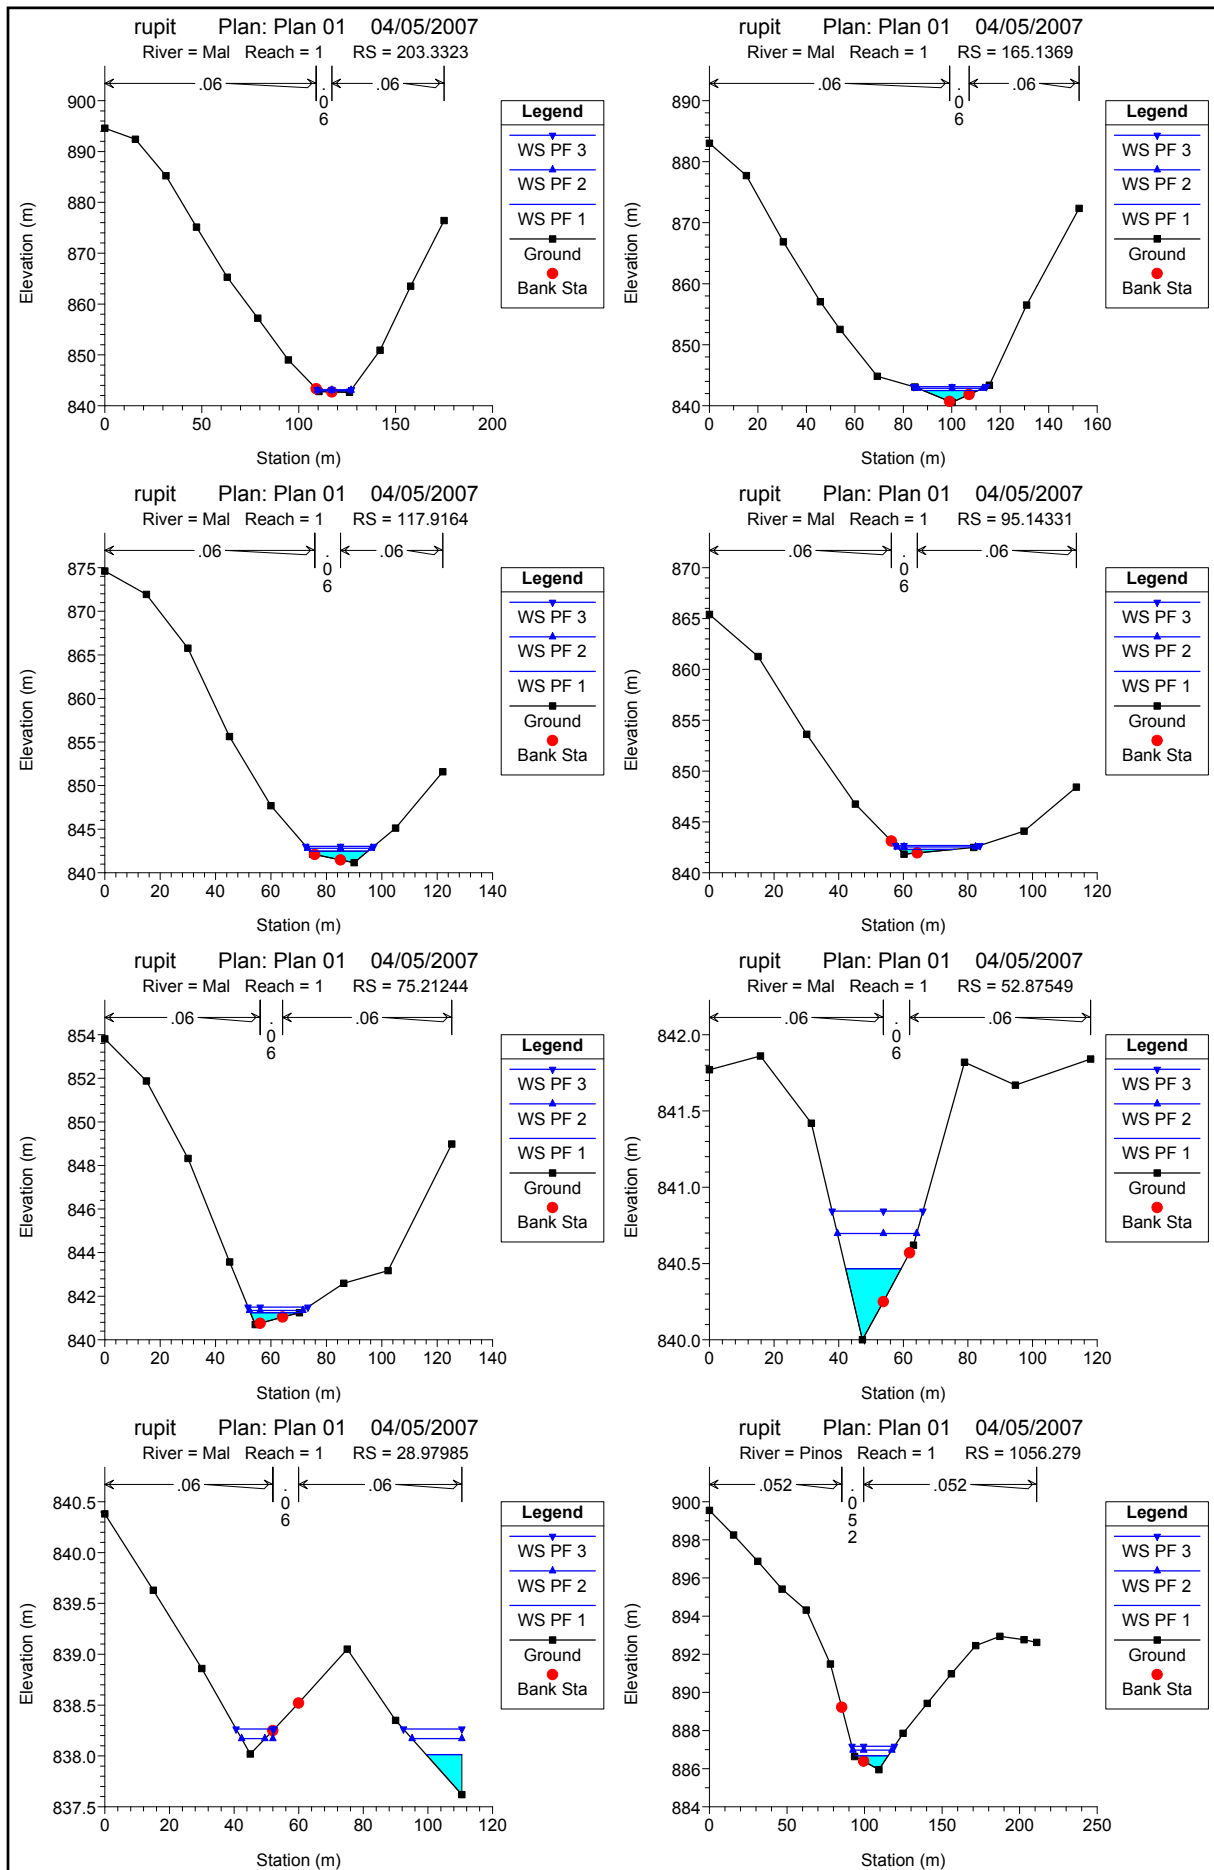 rupit Plan: Plan 01 04/05/2007
River = Mal Reach = 1 RS = 203.3323
.06 .06 .06
900
890
880
870
860
850
840
0 50 100 150 200
Elevation (m)
Station (m)
Legend
WS PF 3
WS PF 2
WS PF 1
Ground
Bank Sta
rupit Plan: Plan 01 04/05/2007
River = Mal Reach = 1 RS = 165.1369
.06 .06 .06
890
880
870
860
850
840
0 20 40 60 80 100 120 140 160
Elevation (m)
Station (m)
Legend
WS PF 3
WS PF 2
WS PF 1
Ground
Bank Sta
rupit Plan: Plan 01 04/05/2007
River = Mal Reach = 1 RS = 117.9164
.06 .06 .06
875
870
865
860
855
850
845
840
0 20 40 60 80 100 120 140
Elevation (m)
Station (m)
Legend
WS PF 3
WS PF 2
WS PF 1
Ground
Bank Sta
rupit Plan: Plan 01 04/05/2007
River = Mal Reach = 1 RS = 95.14331
.06 .06 .06
870
865
860
855
850
845
840
0 20 40 60 80 100 120
Elevation (m)
Station (m)
Legend
WS PF 3
WS PF 2
WS PF 1
Ground
Bank Sta
rupit Plan: Plan 01 04/05/2007
River = Mal Reach = 1 RS = 75.21244
.06 .06 .06
854
852
850
848
846
844
842
840
0 20 40 60 80 100 120 140
Elevation (m)
Station (m)
Legend
WS PF 3
WS PF 2
WS PF 1
Ground
Bank Sta
rupit Plan: Plan 01 04/05/2007
River = Mal Reach = 1 RS = 52.87549
.06 .06 .06
842.0
841.5
841.0
840.5
840.0
0 20 40 60 80 100 120
Elevation (m)
Station (m)
Legend
WS PF 3
WS PF 2
WS PF 1
Ground
Bank Sta
rupit Plan: Plan 01 04/05/2007
River = Mal Reach = 1 RS = 28.97985
.06 .06 .06
840.5
840.0
839.5
839.0
838.5
838.0
837.5
0 20 40 60 80 100 120
Elevation (m)
Station (m)
Legend
WS PF 3
WS PF 2
WS PF 1
Ground
Bank Sta
rupit Plan: Plan 01 04/05/2007
River = Pinos Reach = 1 RS = 1056.279
.052 .052 .052
900
898
896
894
892
890
888
886
884
0 50 100 150 200 250
Elevation (m)
Station (m)
Legend
WS PF 3
WS PF 2
WS PF 1
Ground
Bank Sta